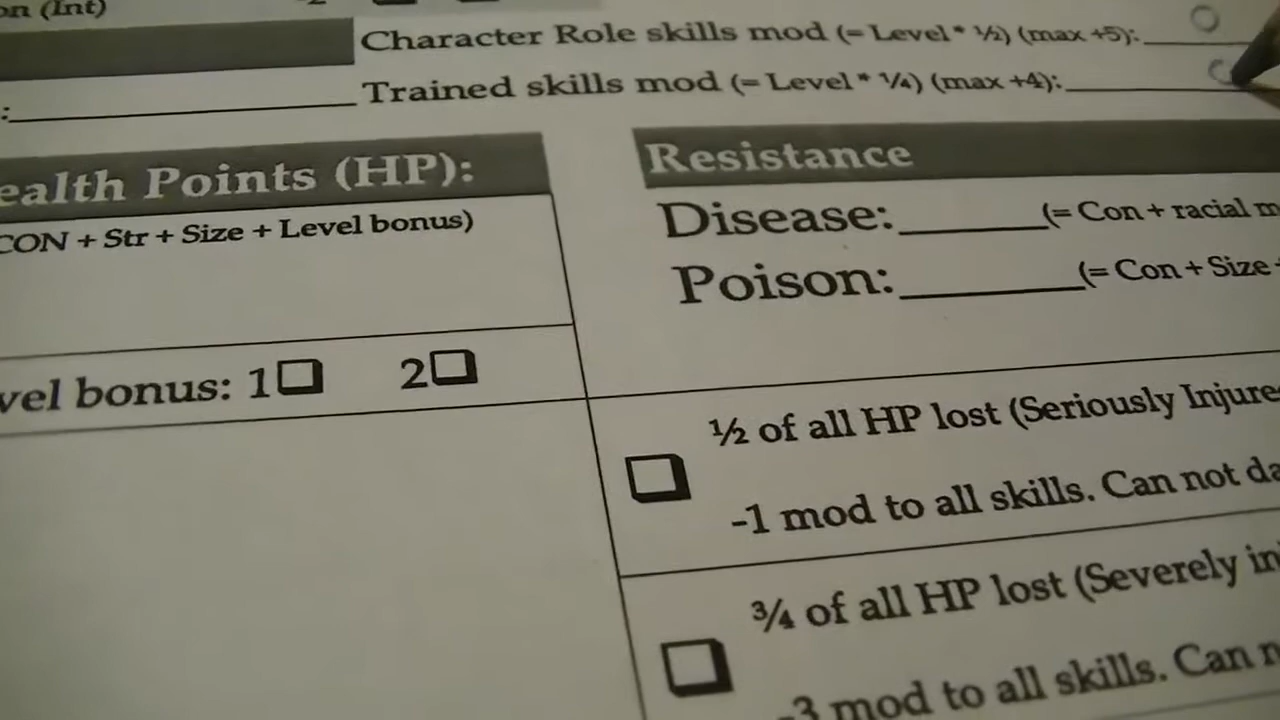 on (Int)
Character Role skills mod (= Level * ½) (max +5): 0
: Trained skills mod (= Level * ¼) (max +4):
ealth Points (HP):
CON + Str + Size + Level bonus)
vel bonus: 1 2
Resistance
Disease: (= Con + racial m
Poison: (= Con + Size
½ of all HP lost (Seriously Injure
-1 mod to all skills. Can not da
¾ of all HP lost (Severely in
-3 mod to all skills. Can n